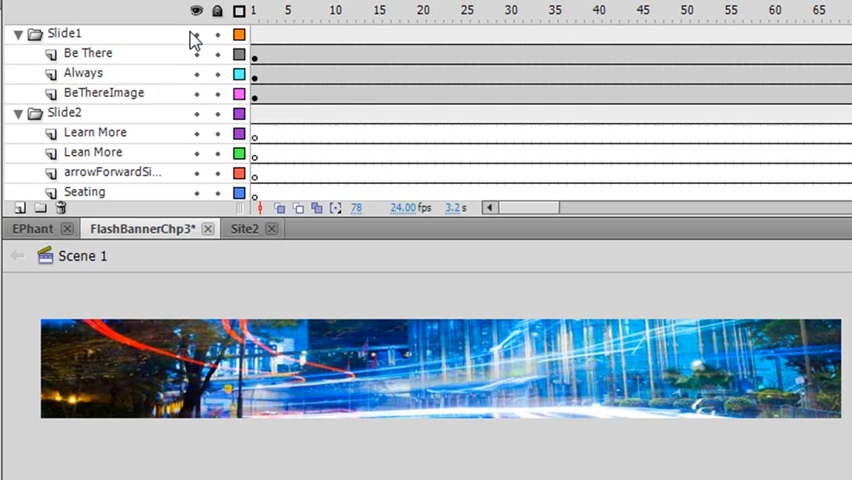 1 5 10 15 20 25 30 35 40 45 50 55 60 65
Slide1
Be There
Always
BeThereImage
Slide2
Learn More
Lean More
arrowForwardSi...
Seating
78 24.00 fps 3.2 s
EPhant FlashBannerChp3* Site2
Scene 1